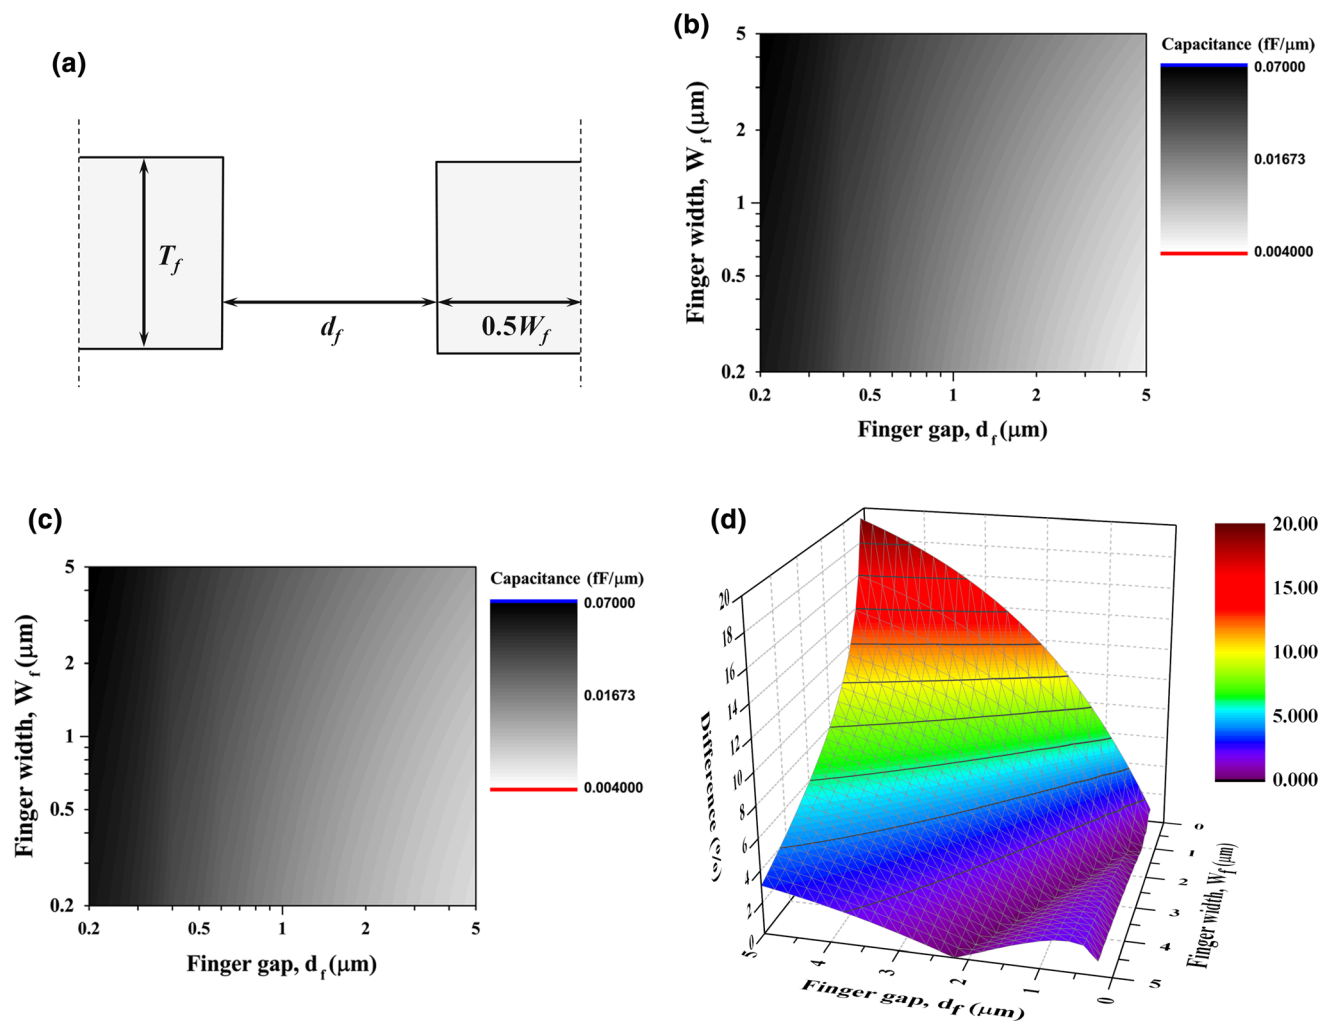 (a)
T_f
d_f
0.5W_f
(b)
Capacitance (fF/μm)
0.07000
0.01673
0.004000
Finger width, W_f (μm)
5
2
1
0.5
0.2
0.2 0.5 1 2 5
Finger gap, d_f (μm)
(c)
Capacitance (fF/μm)
0.07000
0.01673
0.004000
Finger width, W_f (μm)
5
2
1
0.5
0.2
0.2 0.5 1 2 5
Finger gap, d_f (μm)
(d)
20.00
15.00
10.00
5.000
0.000
Difference (%)
20
18
16
14
12
10
8
6
4
2
0
5 4 3 2 1 0
Finger gap, d_f (μm)
0
1
2
3
4
5
Finger width, W_f (μm)